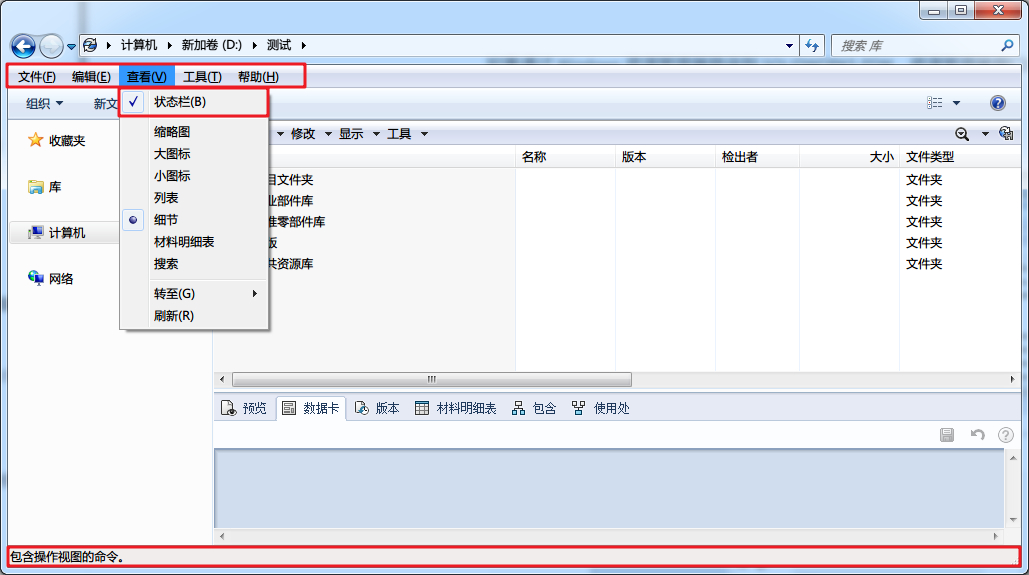 计算机 新加卷 (D:) 测试 搜索 库
文件(F) 编辑(E) 查看(V) 工具(T) 帮助(H)
组织 新文
状态栏(B)
缩略图
大图标
小图标
列表
细节
材料明细表
搜索
转至(G)
刷新(R)
收藏夹
库
计算机
网络
修改 显示 工具
名称 版本 检出者 大小 文件类型
文件夹 文件夹
业部件库 文件夹
准零部件库 文件夹
板 文件夹
共资源库 文件夹
预览 数据卡 版本 材料明细表 包含 使用处
包含操作视图的命令。